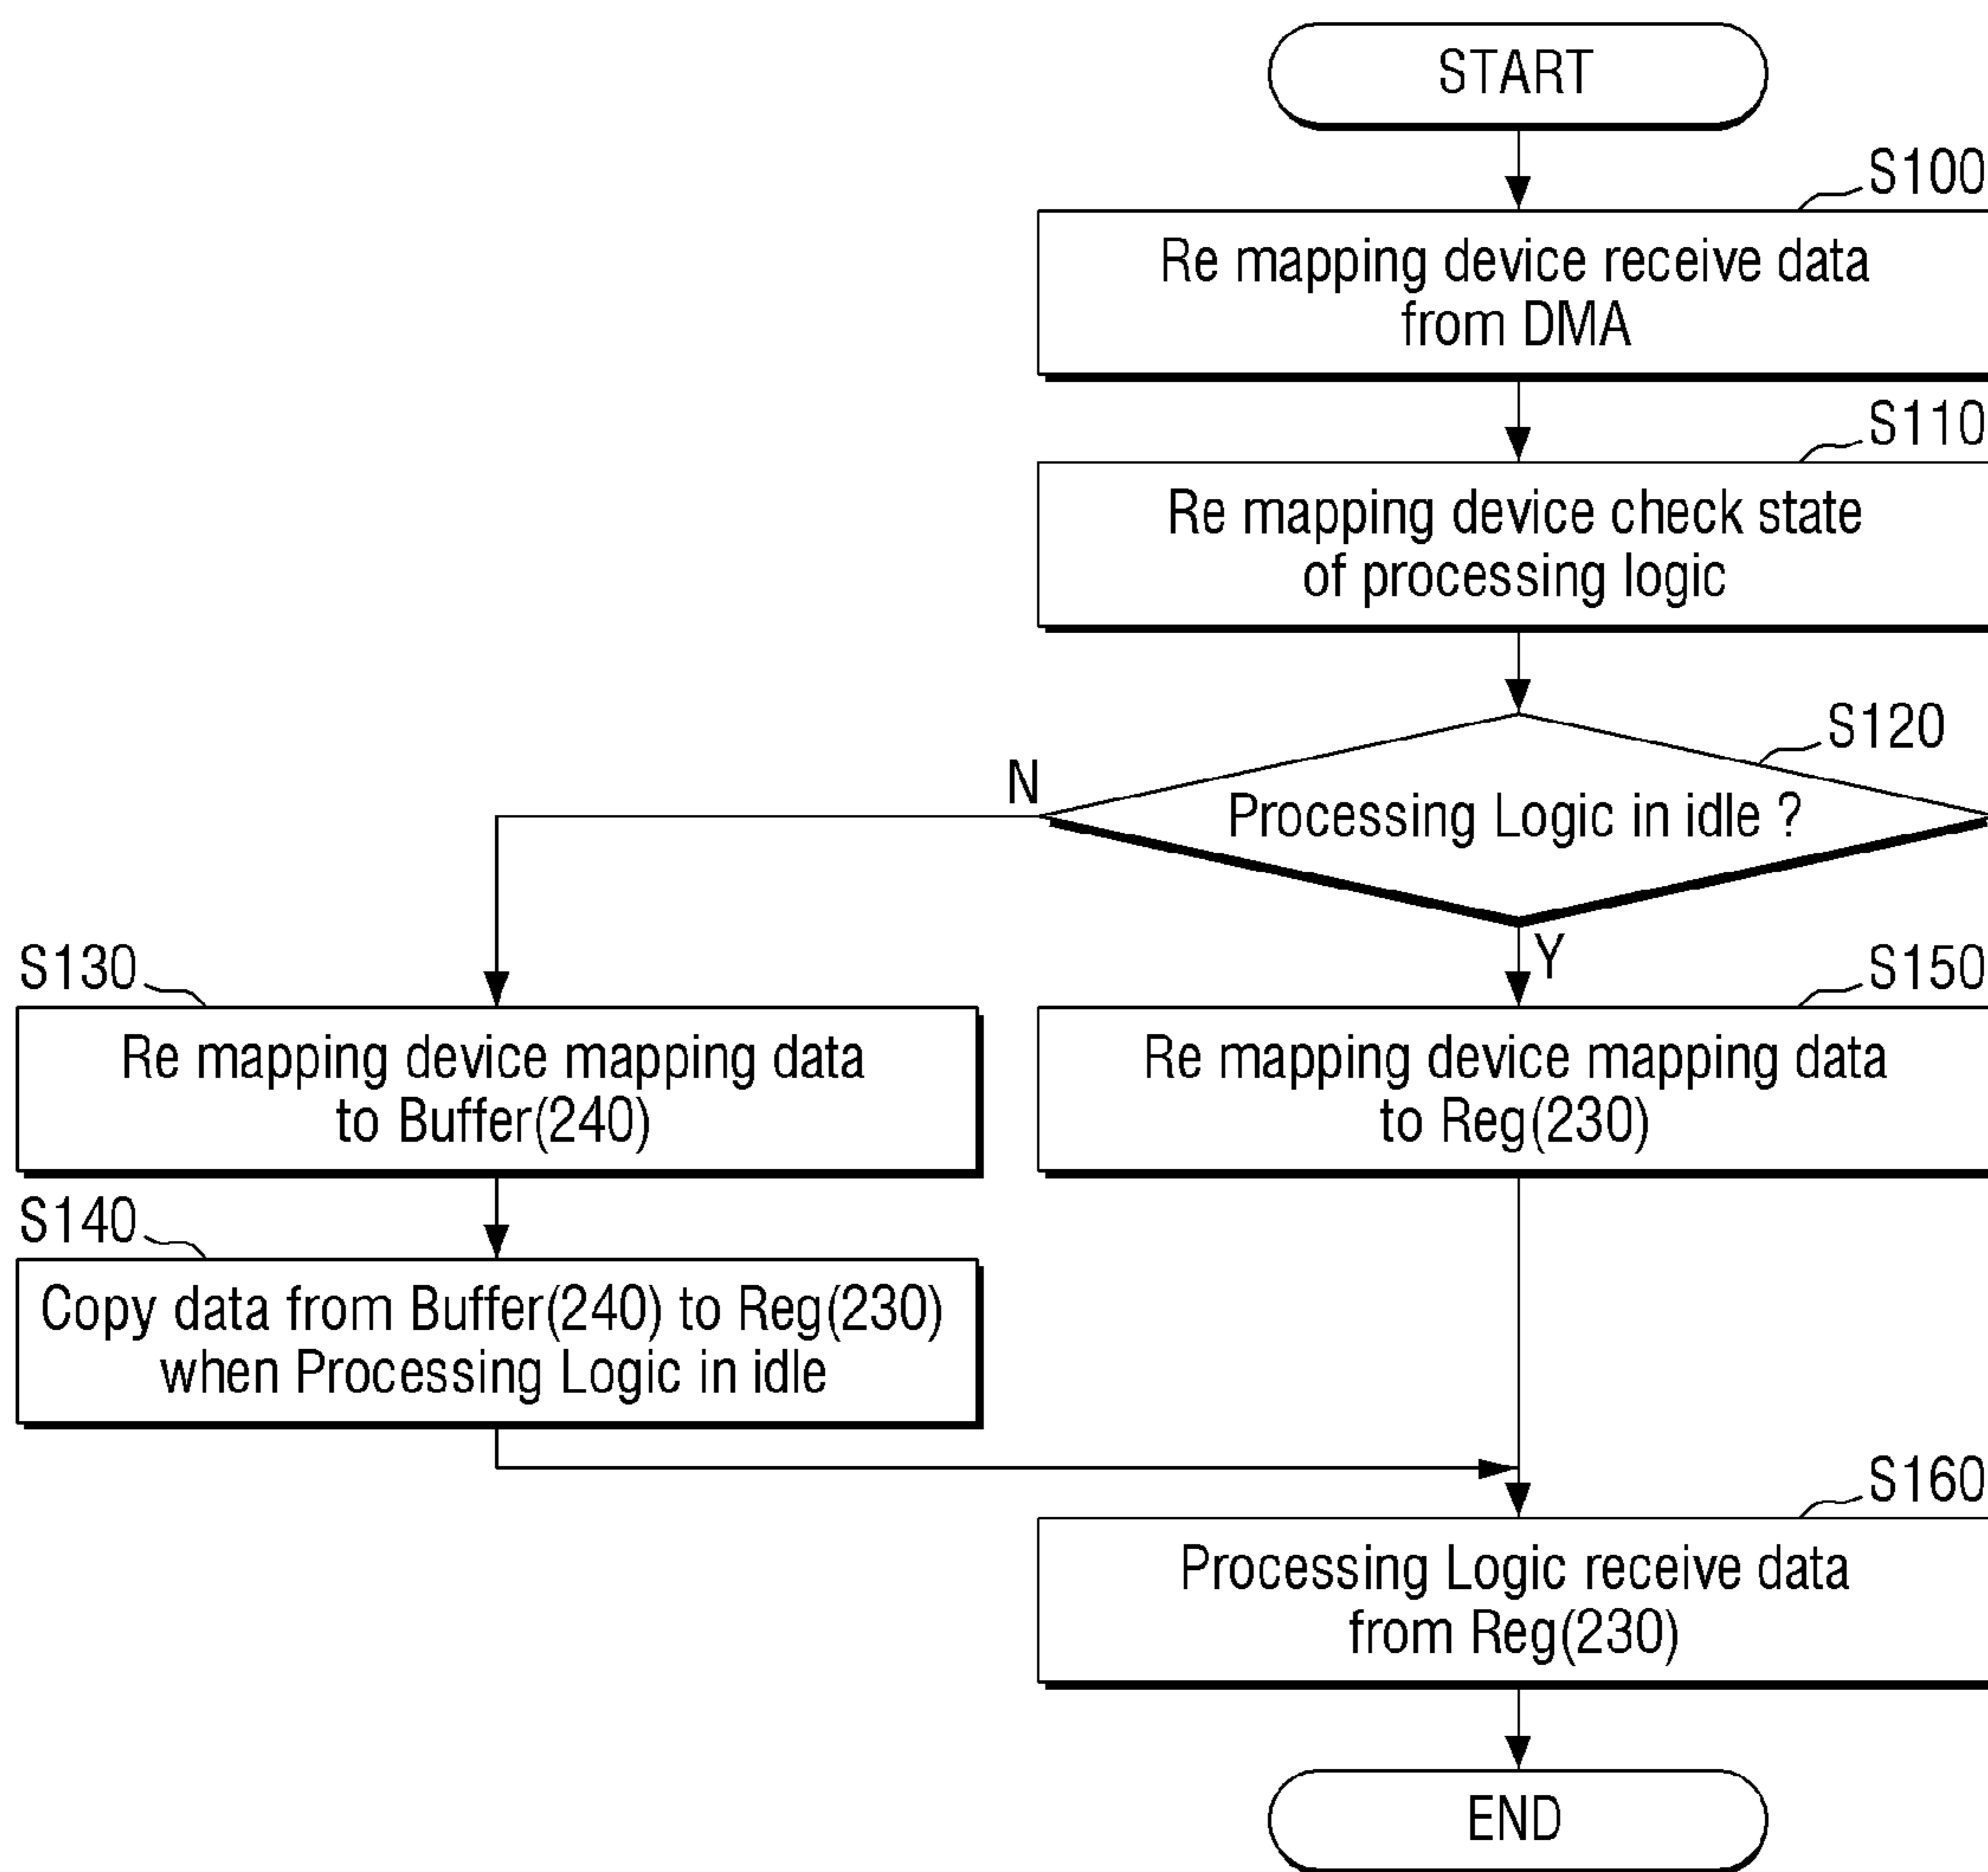 START
S100
Re mapping device receive data
from DMA
S110
Re mapping device check state
of processing logic
S120
Processing Logic in idle ?
N
Y
S130
Re mapping device mapping data
to Buffer(240)
S150
Re mapping device mapping data
to Reg(230)
S140
Copy data from Buffer(240) to Reg(230)
when Processing Logic in idle
S160
Processing Logic receive data
from Reg(230)
END